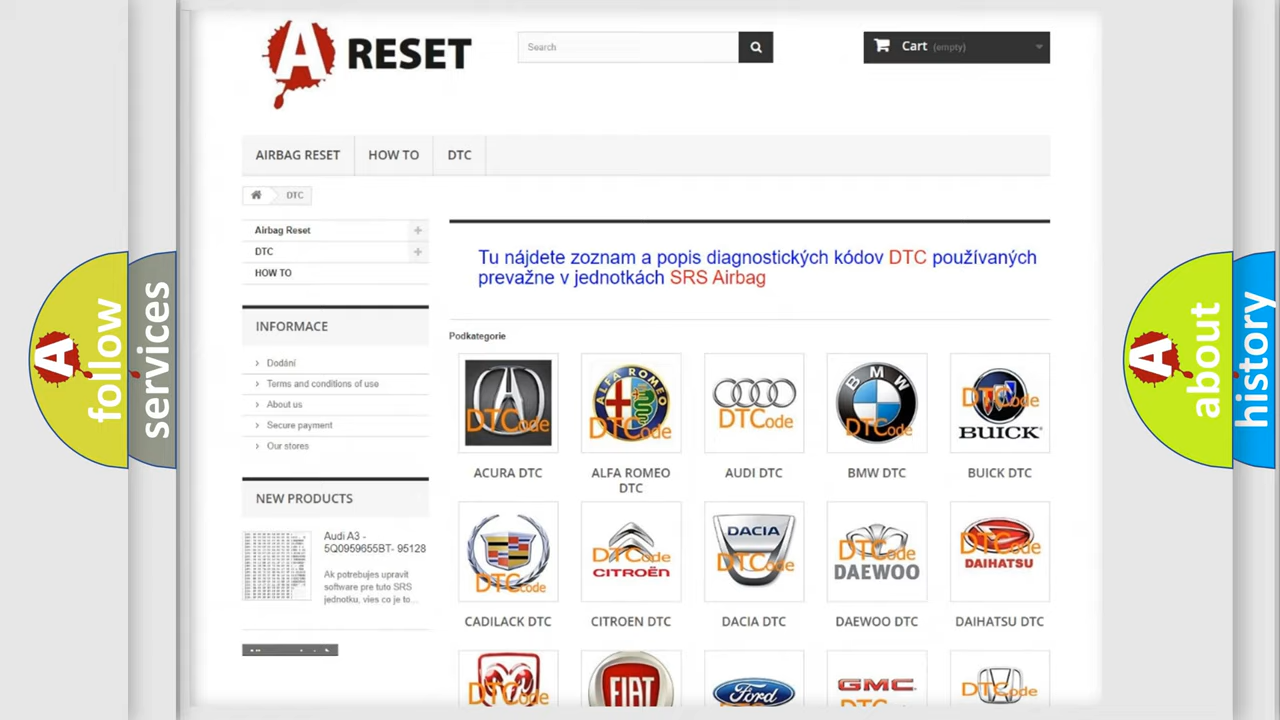 A RESET
Search
Cart (empty)
AIRBAG RESET
HOW TO
DTC
DTC
Airbag Reset
DTC
HOW TO
Tu nájdete zoznam a popis diagnostických kódov DTC používaných
prevažne v jednotkách SRS Airbag
INFORMACE
Dodání
Terms and conditions of use
About us
Secure payment
Our stores
Podkategorie
DTCode
ALFA ROMEO
DTCode
DTCode
BMW
DTCode
DTCode
BUICK
ACURA DTC
ALFA ROMEO
DTC
AUDI DTC
BMW DTC
BUICK DTC
NEW PRODUCTS
Audi A3 -
5Q0959655BT- 95128
Ak potrebujes upravit
software pre tuto SRS
jednotku, vies co je to...
DTCode
DTCode
CITROËN
DACIA
DTCode
DTCode
DAEWOO
DTCode
DAIHATSU
CADILACK DTC
CITROEN DTC
DACIA DTC
DAEWOO DTC
DAIHATSU DTC
DTCode
FIAT
Ford
DTCode
GMC
DTCode
A follow
services
A about
history